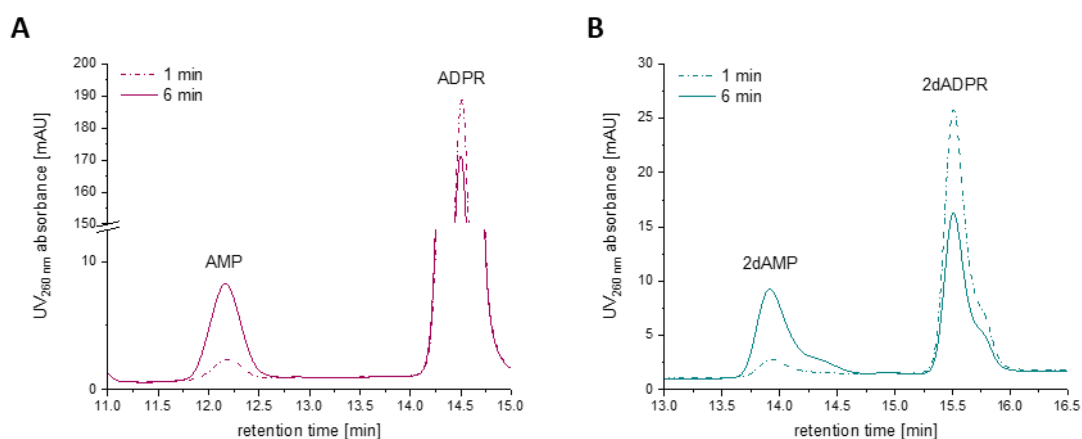 A
B
1 min
6 min
AMP
ADPR
200
190
180
170
160
150
10
0
UV260 nm absorbance [mAU]
11.0 11.5 12.0 12.5 13.0 13.5 14.0 14.5 15.0
retention time [min]
1 min
6 min
2dAMP
2dADPR
30
25
20
15
10
5
0
UV260 nm absorbance [mAU]
13.0 13.5 14.0 14.5 15.0 15.5 16.0 16.5
retention time [min]